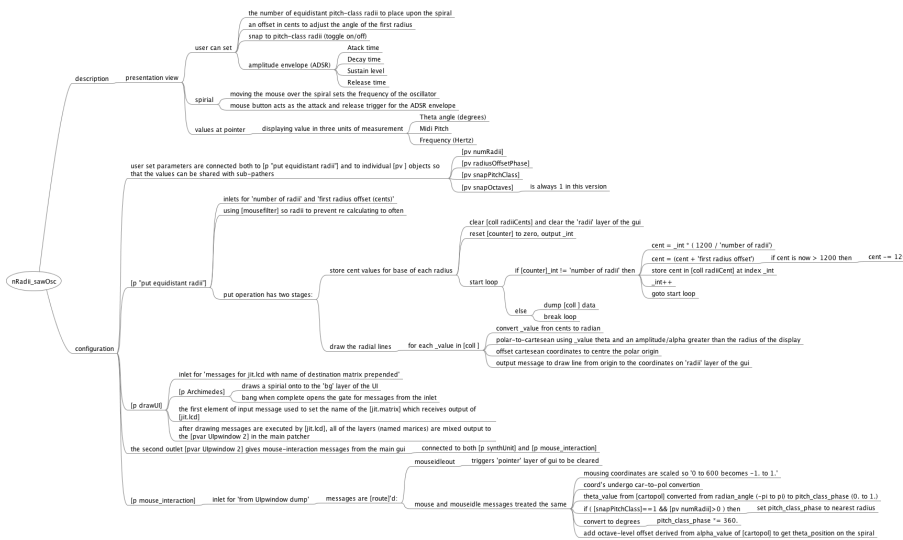 nRadii_sawOsc
description
presentation view
user can set
the number of equidistant pitch-class radii to place upon the spiral
an offset in cents to adjust the angle of the first radius
snap to pitch-class radii (toggle on/off)
amplitude envelope (ADSR)
Atack time
Decay time
Sustain level
Release time
spirial
moving the mouse over the spiral sets the frequency of the oscillator
mouse button acts as the attack and release trigger for the ADSR envelope
values at pointer
displaying value in three units of measurement
Theta angle (degrees)
Midi Pitch
Frequency (Hertz)
configuration
user set parameters are connected both to [p "put equidistant radii"] and to individual [pv ] objects so
that the values can be shared with sub-pathers
[pv numRadii]
[pv radiusOffsetPhase]
[pv snapPitchClass]
[pv snapOctaves]
is always 1 in this version
[p "put equidistant radii"]
inlets for 'number of radii' and 'first radius offset (cents)'
using [mousefilter] so radii to prevent re calculating to often
put operation has two stages:
store cent values for base of each radius
clear [coll radiiCents] and clear the 'radii' layer of the gui
reset [counter] to zero, output _int
start loop
if [counter]_int != 'number of radii' then
cent = _int * ( 1200 / 'number of radii')
cent = (cent + 'first radius offset')
if cent is now > 1200 then
cent -= 12
store cent in [coll radiiCent] at index _int
_int++
goto start loop
else
dump [coll ] data
break loop
draw the radial lines
for each _value in [coll ]
convert _value fron cents to radian
polar-to-cartesean using _value theta and an amplitude/alpha greater than the radius of the display
offset cartesean coordinates to centre the polar origin
output message to draw line from origin to the coordinates on 'radii' layer of the gui
[p drawUI]
inlet for 'messages for jit.lcd with name of destination matrix prepended'
[p Archimedes]
draws a spirial onto to the 'bg' layer of the UI
bang when complete opens the gate for messages from the inlet
the first element of input message used to set the name of the [jit.matrix] which receives output of
[jit.lcd]
after drawing messages are executed by [jit.lcd], all of the layers (named marices) are mixed output to
the [pvar UIpwindow 2] in the main patcher
the second outlet [pvar UIpwindow 2] gives mouse-interaction messages from the main gui
connected to both [p synthUnit] and [p mouse_interaction]
[p mouse_interaction]
inlet for 'from UIpwindow dump'
messages are [route]'d:
mouseidleout
triggers 'pointer' layer of gui to be cleared
mouse and mouseidle messages treated the same
mousing coordinates are scaled so '0 to 600 becomes -1. to 1.'
coord's undergo car-to-pol convertion
theta_value from [cartopol] converted from radian_angle (-pi to pi) to pitch_class_phase (0. to 1.)
if ( [snapPitchClass]==1 && [pv numRadii]>0 ) then
set pitch_class_phase to nearest radius
convert to degrees
pitch_class_phase *= 360.
add octave-level offset derived from alpha_value of [cartopol] to get theta_position on the spiral